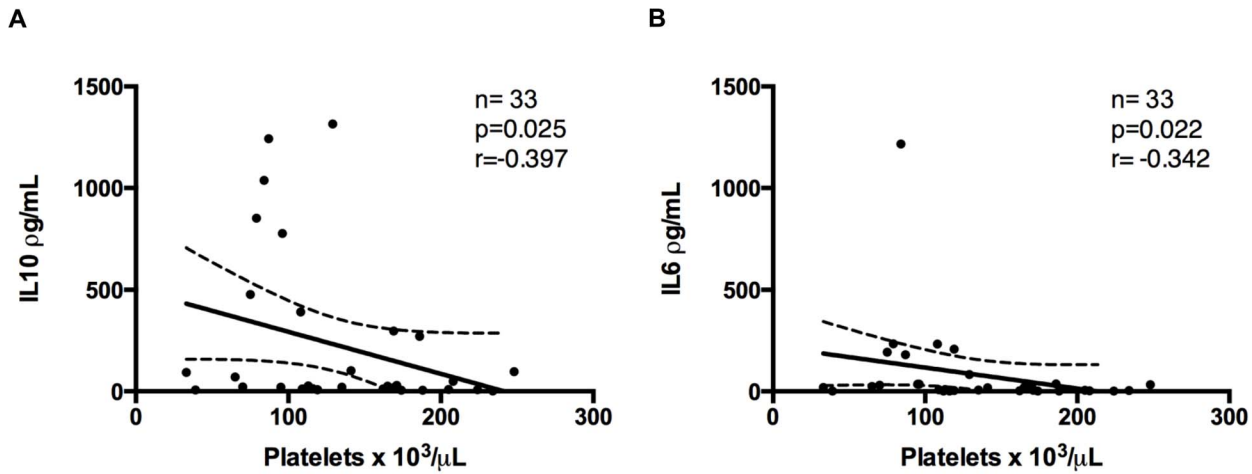 A
1500
1000
500
0
0
100
200
300
IL10 ρg/mL
Platelets x 10³/μL
n= 33
p=0.025
r=-0.397
B
1500
1000
500
0
0
100
200
300
IL6 ρg/mL
Platelets x 10³/μL
n= 33
p=0.022
r= -0.342